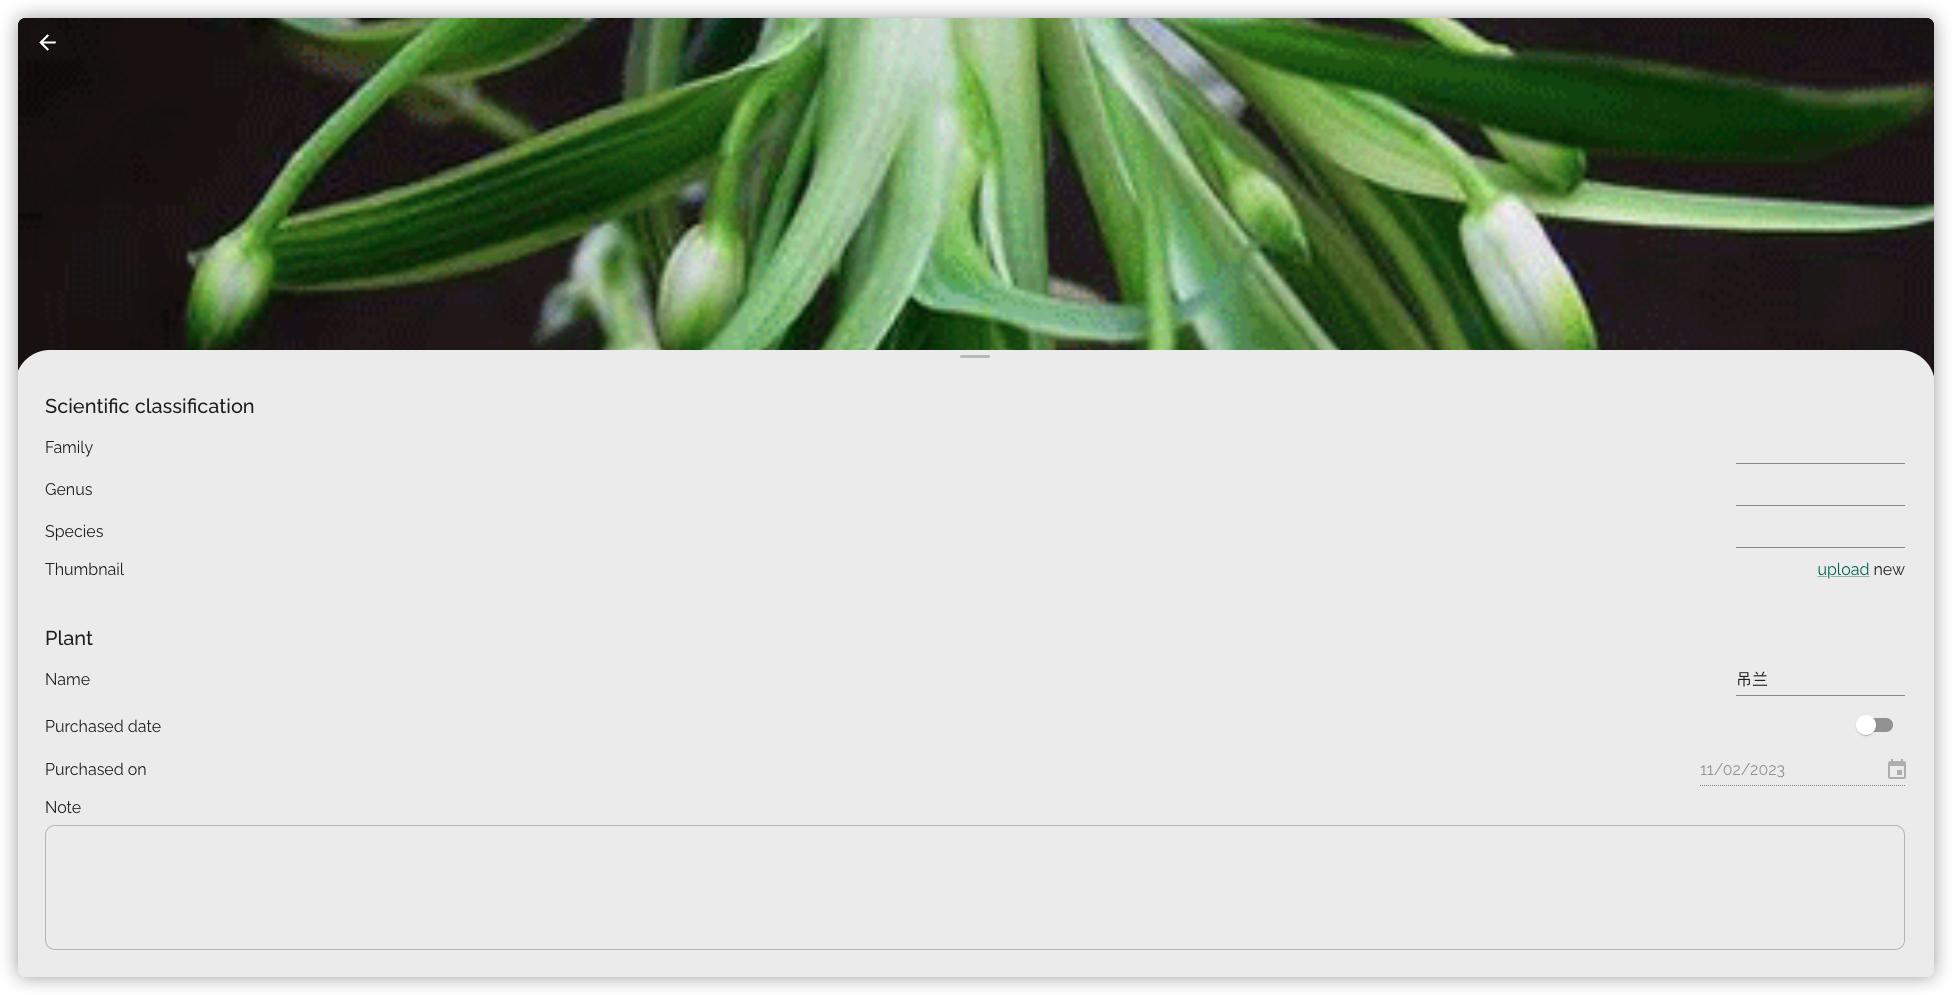 Scientific classification
Family
Genus
Species
Thumbnail upload new
Plant
Name 吊兰
Purchased date
Purchased on 11/02/2023
Note